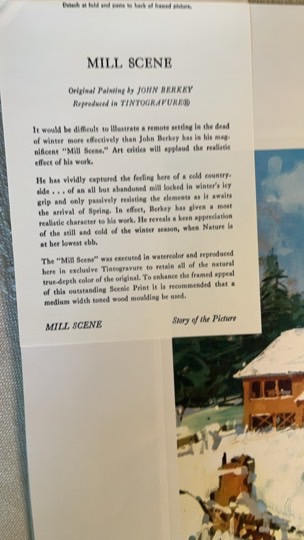 Detach at fold and paste to back of framed picture.
MILL SCENE
Original Painting by JOHN BERKEY
Reproduced in TINTOGRAVURE®
It would be difficult to illustrate a remote setting in the dead
of winter more effectively than John Berkey has in his mag-
nificent "Mill Scene." Art critics will applaud the realistic
effect of his work.
He has vividly captured the feeling here of a cold country-
side . . . of an all but abandoned mill locked in winter's icy
grip and only passively resisting the elements as it awaits
the arrival of Spring. In effect, Berkey has given a most
realistic character to his work. He reveals a keen appreciation
of the still and cold of the winter season, when Nature is
at her lowest ebb.
The "Mill Scene" was executed in watercolor and reproduced
here in exclusive Tintogravure to retain all of the natural
true-depth color of the original. To enhance the framed appeal
of this outstanding Scenic Print it is recommended that a
medium width toned wood moulding be used.
MILL SCENE
Story of the Picture